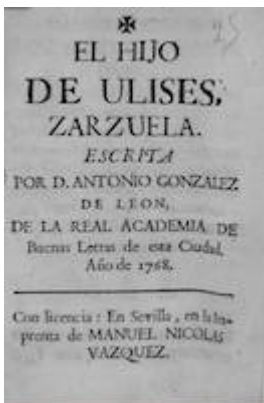 25
EL HIJO
DE ULISES,
ZARZUELA.
ESCRITA
POR D. ANTONIO GONZALEZ
DE LEON,
DE LA REAL ACADEMIA DE
Buenas Letras de esta Ciudad,
Año de 1768.
Con licencia: En Sevilla, en la Im-
prenta de MANUEL NICOLAS
VAZQUEZ.